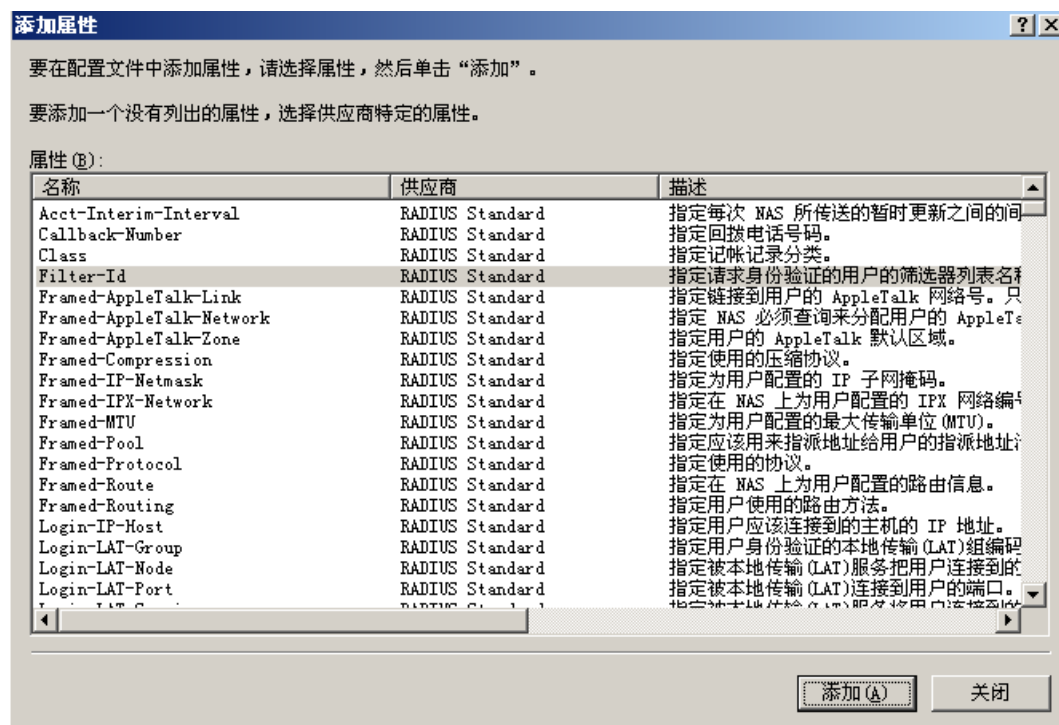 添加属性
要在配置文件中添加属性，请选择属性，然后单击“添加”。
要添加一个没有列出的属性，选择供应商特定的属性。
属性(B):
名称 供应商 描述
Acct-Interim-Interval RADIUS Standard 指定每次 NAS 所传送的暂时更新之间的间
Callback-Number RADIUS Standard 指定回拨电话号码。
Class RADIUS Standard 指定记帐记录分类。
Filter-Id RADIUS Standard 指定请求身份验证的用户的筛选器列表名称
Framed-AppleTalk-Link RADIUS Standard 指定链接到用户的 AppleTalk 网络号。只
Framed-AppleTalk-Network RADIUS Standard 指定 NAS 必须查询来分配用户的 AppleTa
Framed-AppleTalk-Zone RADIUS Standard 指定用户的 AppleTalk 默认区域。
Framed-Compression RADIUS Standard 指定使用的压缩协议。
Framed-IP-Netmask RADIUS Standard 指定为用户配置的 IP 子网掩码。
Framed-IPX-Network RADIUS Standard 指定在 NAS 上为用户配置的 IPX 网络编号
Framed-MTU RADIUS Standard 指定为用户配置的最大传输单位(MTU)。
Framed-Pool RADIUS Standard 指定应该用来指派地址给用户的指派地址池
Framed-Protocol RADIUS Standard 指定使用的协议。
Framed-Route RADIUS Standard 指定在 NAS 上为用户配置的路由信息。
Framed-Routing RADIUS Standard 指定用户使用的路由方法。
Login-IP-Host RADIUS Standard 指定用户应该连接到的主机的 IP 地址。
Login-LAT-Group RADIUS Standard 指定用户身份验证的本地传输(LAT)组编码
Login-LAT-Node RADIUS Standard 指定被本地传输(LAT)服务把用户连接到的
Login-LAT-Port RADIUS Standard 指定被本地传输(LAT)连接到用户的端口。
添加(A) 关闭